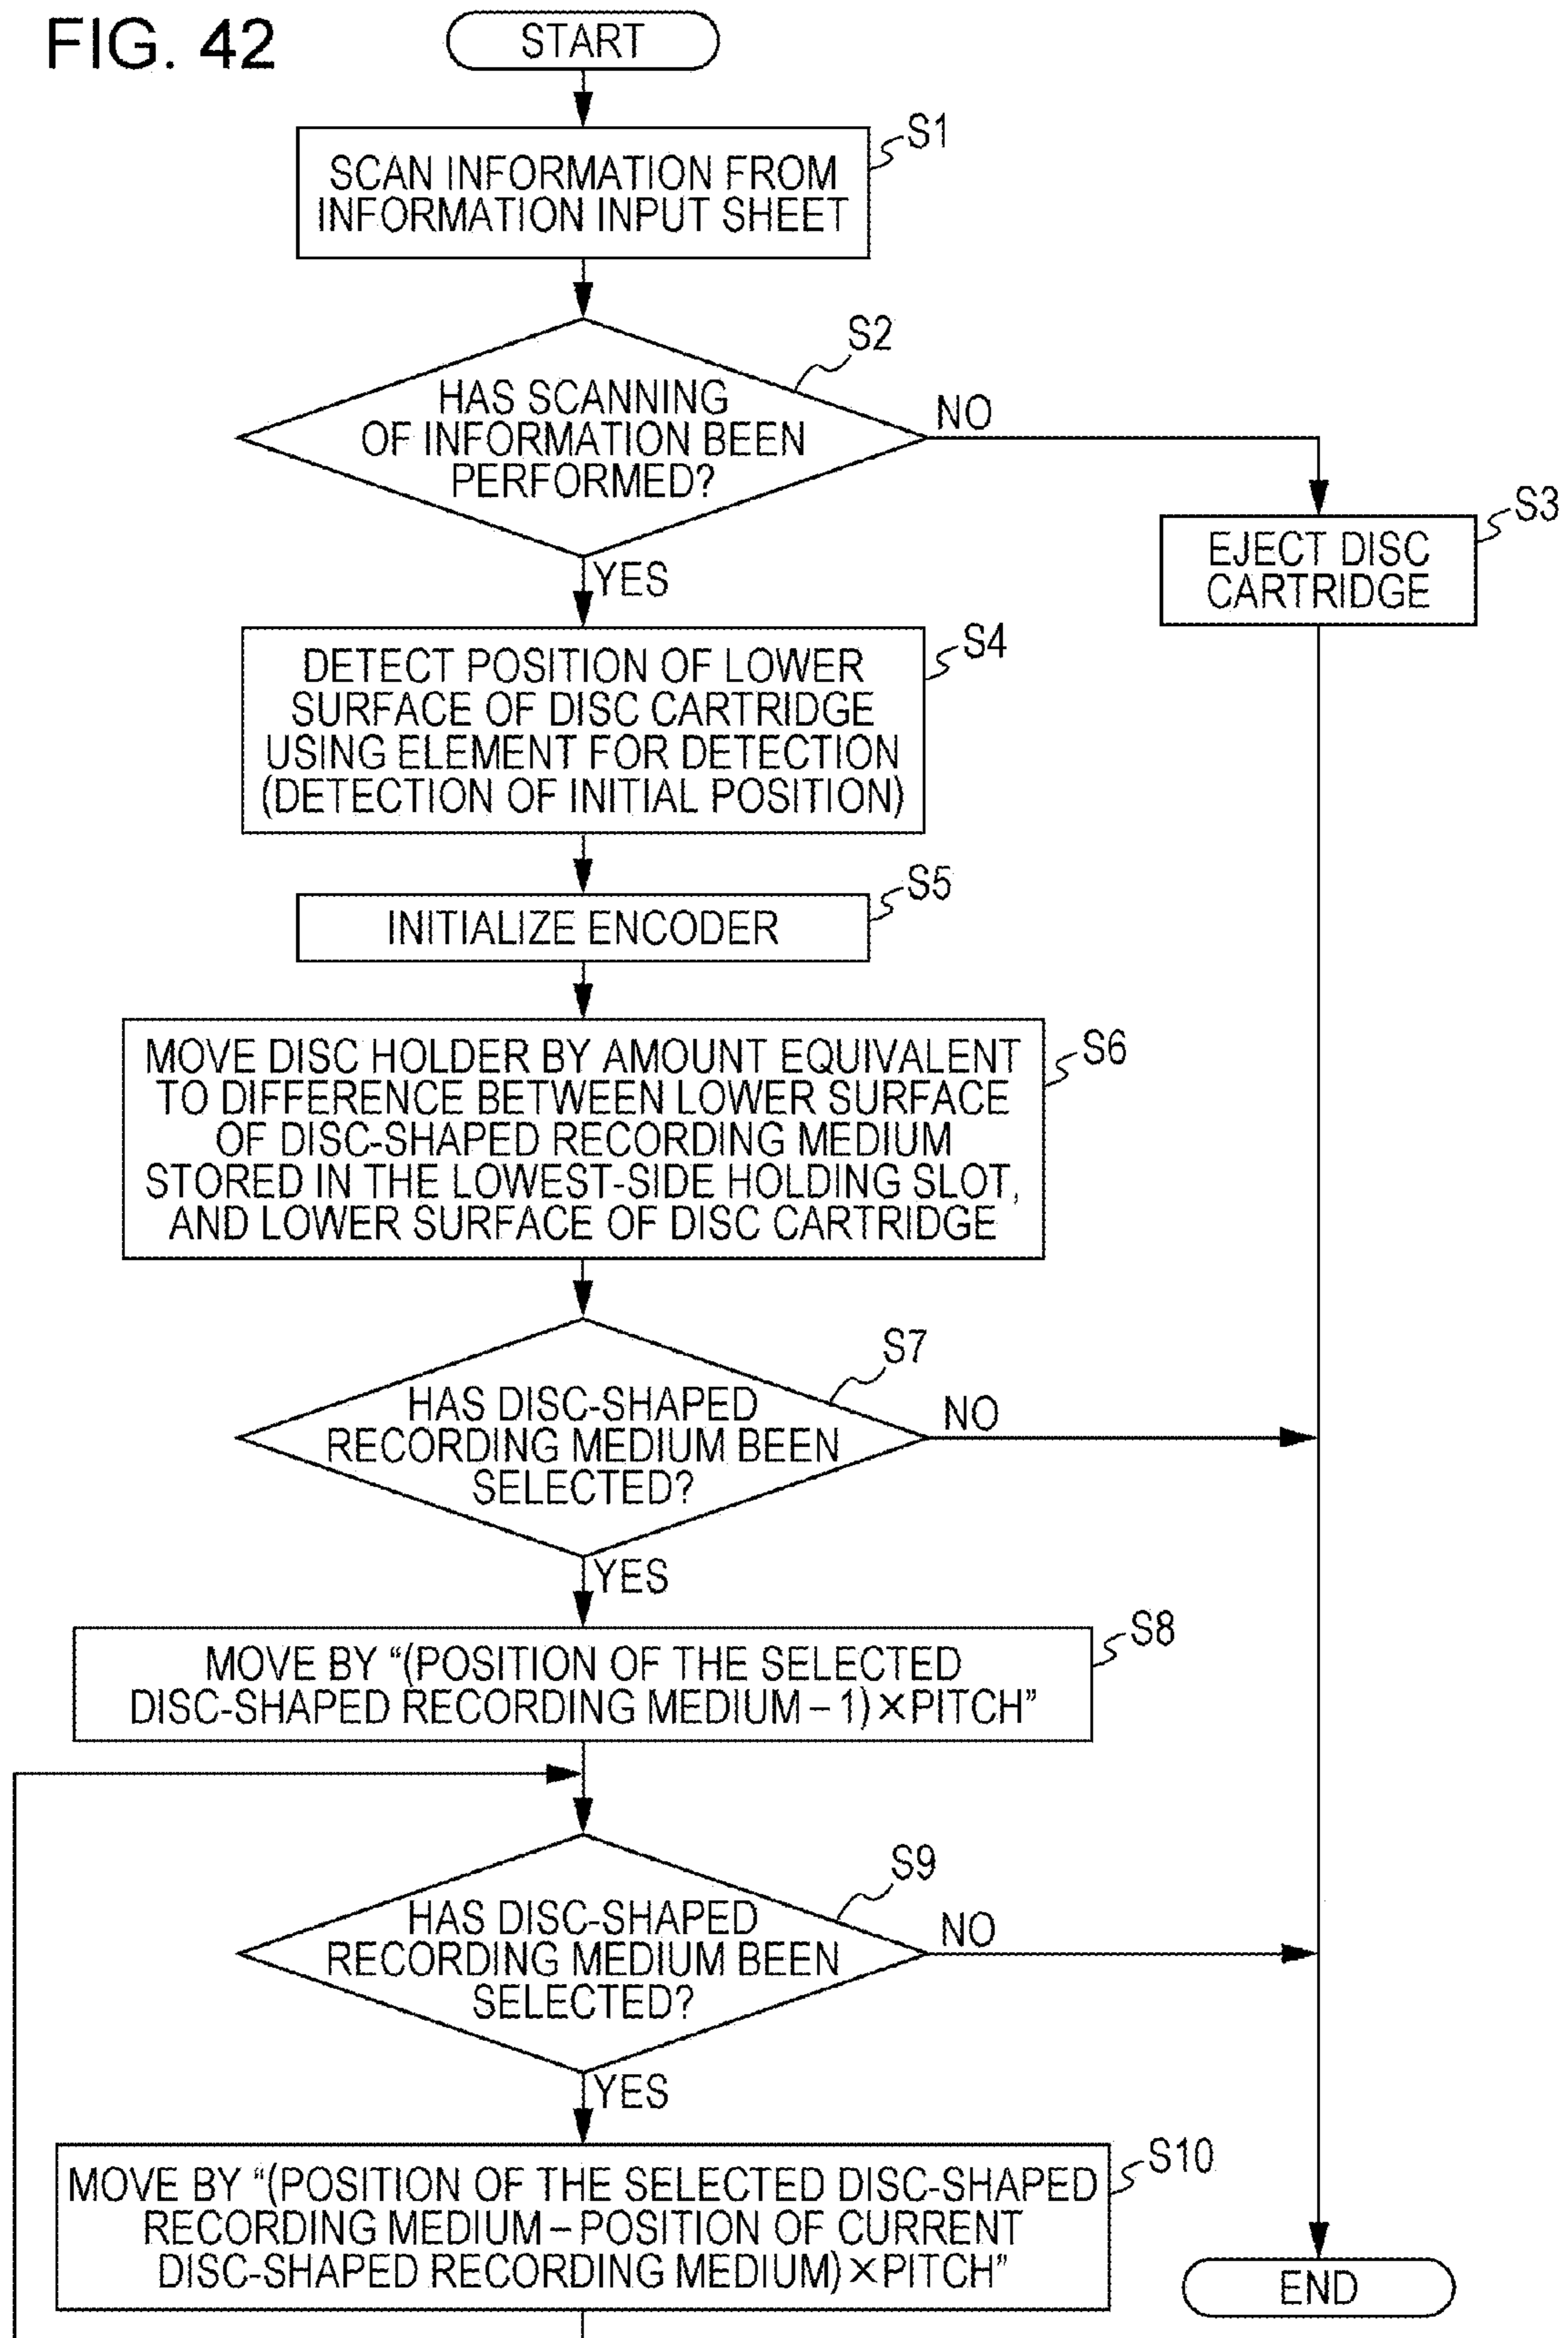 FIG. 42
START
S1
SCAN INFORMATION FROM
INFORMATION INPUT SHEET
S2
HAS SCANNING
OF INFORMATION BEEN
PERFORMED?
NO
YES
S3
EJECT DISC
CARTRIDGE
S4
DETECT POSITION OF LOWER
SURFACE OF DISC CARTRIDGE
USING ELEMENT FOR DETECTION
(DETECTION OF INITIAL POSITION)
S5
INITIALIZE ENCODER
S6
MOVE DISC HOLDER BY AMOUNT EQUIVALENT
TO DIFFERENCE BETWEEN LOWER SURFACE
OF DISC-SHAPED RECORDING MEDIUM
STORED IN THE LOWEST-SIDE HOLDING SLOT,
AND LOWER SURFACE OF DISC CARTRIDGE
S7
HAS DISC-SHAPED
RECORDING MEDIUM BEEN
SELECTED?
NO
YES
S8
MOVE BY “(POSITION OF THE SELECTED
DISC-SHAPED RECORDING MEDIUM – 1)×PITCH”
S9
HAS DISC-SHAPED
RECORDING MEDIUM BEEN
SELECTED?
NO
YES
S10
MOVE BY “(POSITION OF THE SELECTED DISC-SHAPED
RECORDING MEDIUM – POSITION OF CURRENT
DISC-SHAPED RECORDING MEDIUM)×PITCH”
END